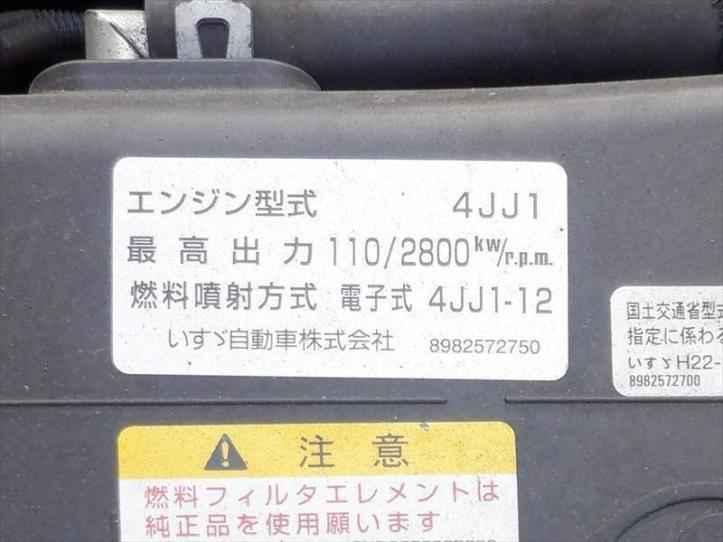 エンジン型式 4JJ1
最高出力 110/2800kw/r.p.m.
燃料噴射方式 電子式 4JJ1-12
いすゞ自動車株式会社 8982572750
国土交通省型式
指定に係わる
いすゞH22-
8982572700
注意
燃料フィルタエレメントは
純正品を使用願います